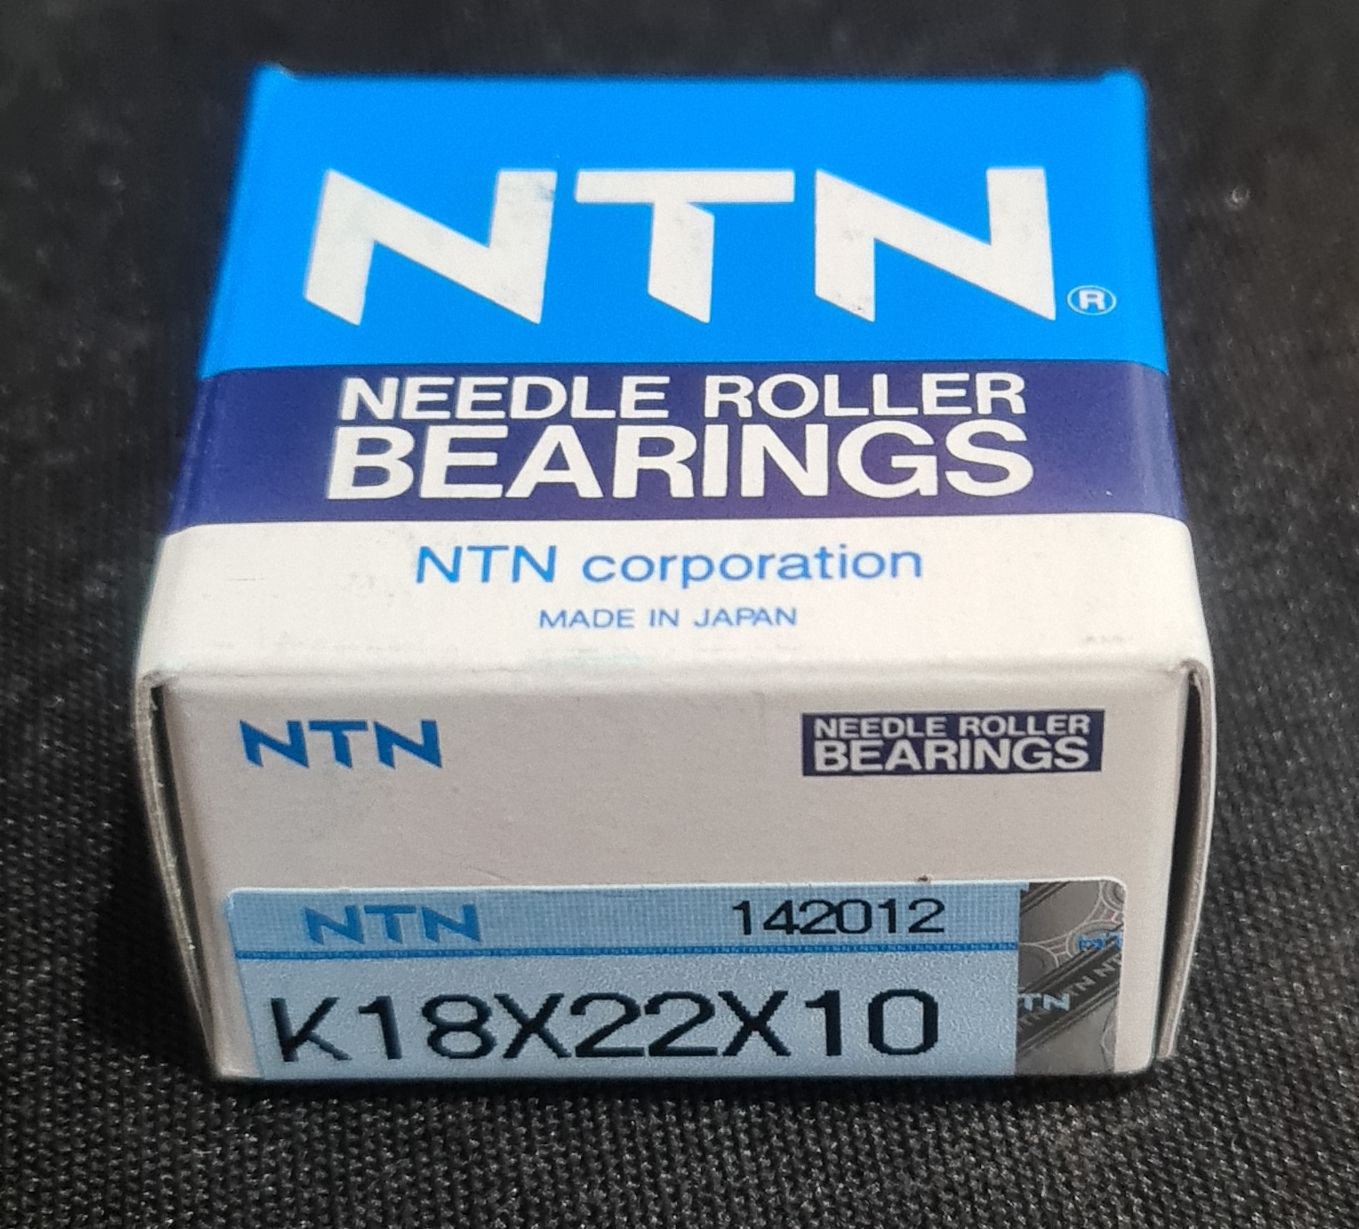 NTN®
NEEDLE ROLLER
BEARINGS
NTN corporation
MADE IN JAPAN
NTN
NEEDLE ROLLER
BEARINGS
NTN 142012
K18X22X10